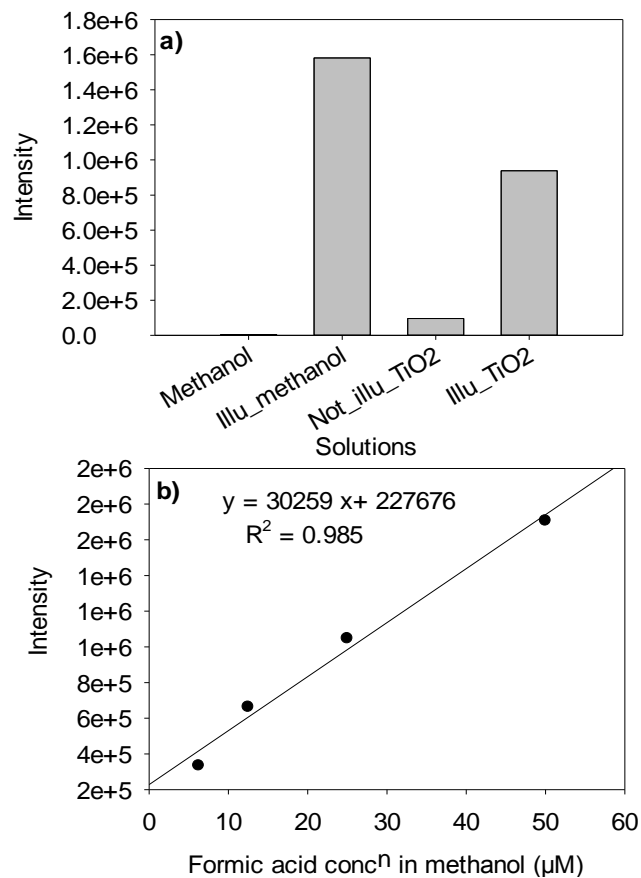 a)
1.8e+6
1.6e+6
1.4e+6
1.2e+6
1.0e+6
8.0e+5
6.0e+5
4.0e+5
2.0e+5
0.0
Intensity
Methanol
Illu_methanol
Not_illu_TiO2
Illu_TiO2
Solutions
b)
y = 30259 x+ 227676
R² = 0.985
2e+6
2e+6
2e+6
1e+6
1e+6
1e+6
8e+5
6e+5
4e+5
2e+5
Intensity
0 10 20 30 40 50 60
Formic acid concⁿ in methanol (µM)